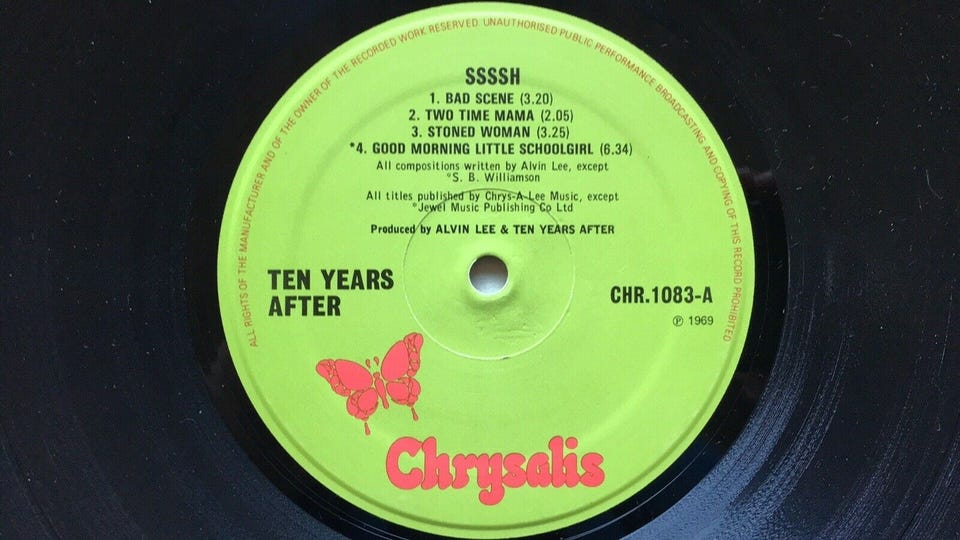 ALL RIGHTS OF THE MANUFACTURER AND OF THE OWNER OF THE RECORDED WORK RESERVED. UNAUTHORISED PUBLIC PERFORMANCE BROADCASTING AND COPYING OF THIS RECORD PROHIBITED
SSSSH
1. BAD SCENE (3.20)
2. TWO TIME MAMA (2.05)
3. STONED WOMAN (3.25)
*4. GOOD MORNING LITTLE SCHOOLGIRL (6.34)
All compositions written by Alvin Lee, except
*S. B. Williamson
All titles published by Chrys-A-Lee Music, except
*Jewel Music Publishing Co Ltd
Produced by ALVIN LEE & TEN YEARS AFTER
TEN YEARS
AFTER
CHR.1083-A
℗ 1969
Chrysalis